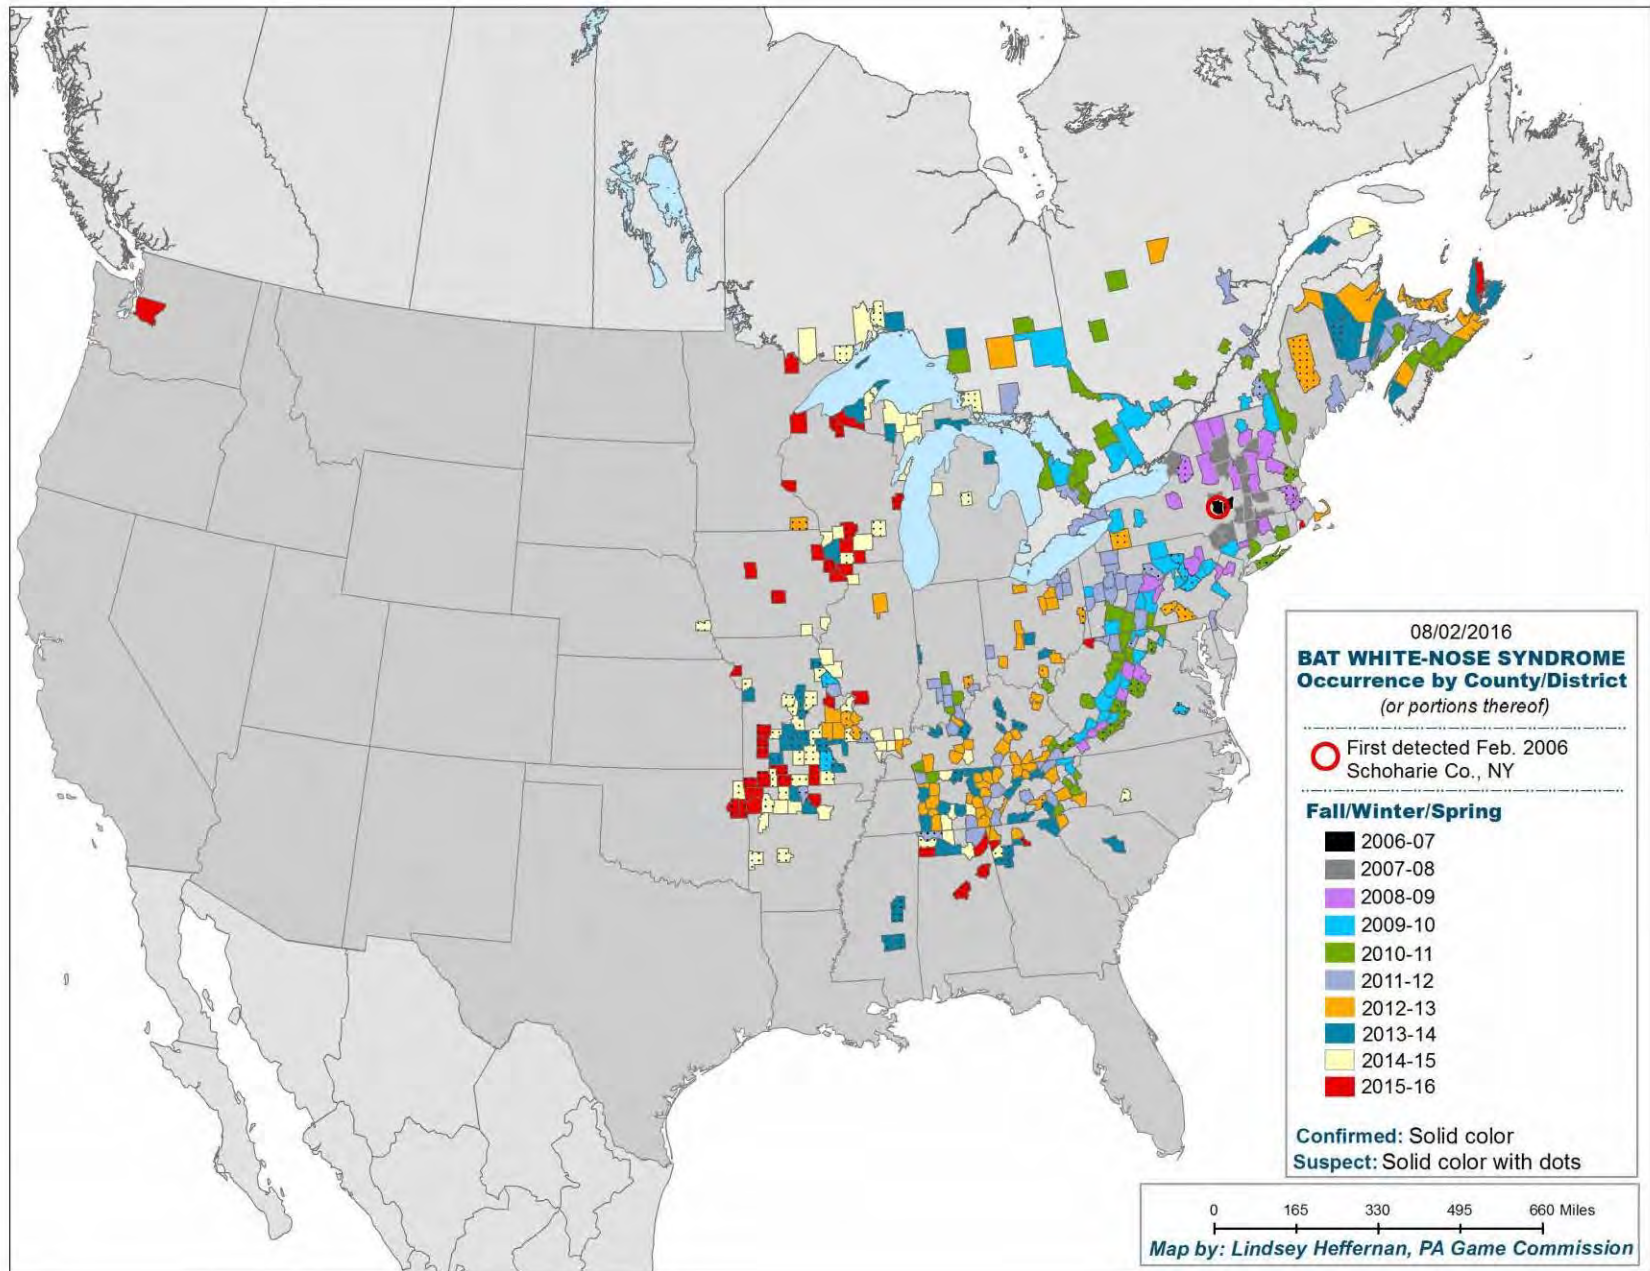 08/02/2016
BAT WHITE-NOSE SYNDROME
Occurrence by County/District
(or portions thereof)
First detected Feb. 2006
Schoharie Co., NY
Fall/Winter/Spring
2006-07
2007-08
2008-09
2009-10
2010-11
2011-12
2012-13
2013-14
2014-15
2015-16
Confirmed: Solid color
Suspect: Solid color with dots
0 165 330 495 660 Miles
Map by: Lindsey Heffernan, PA Game Commission